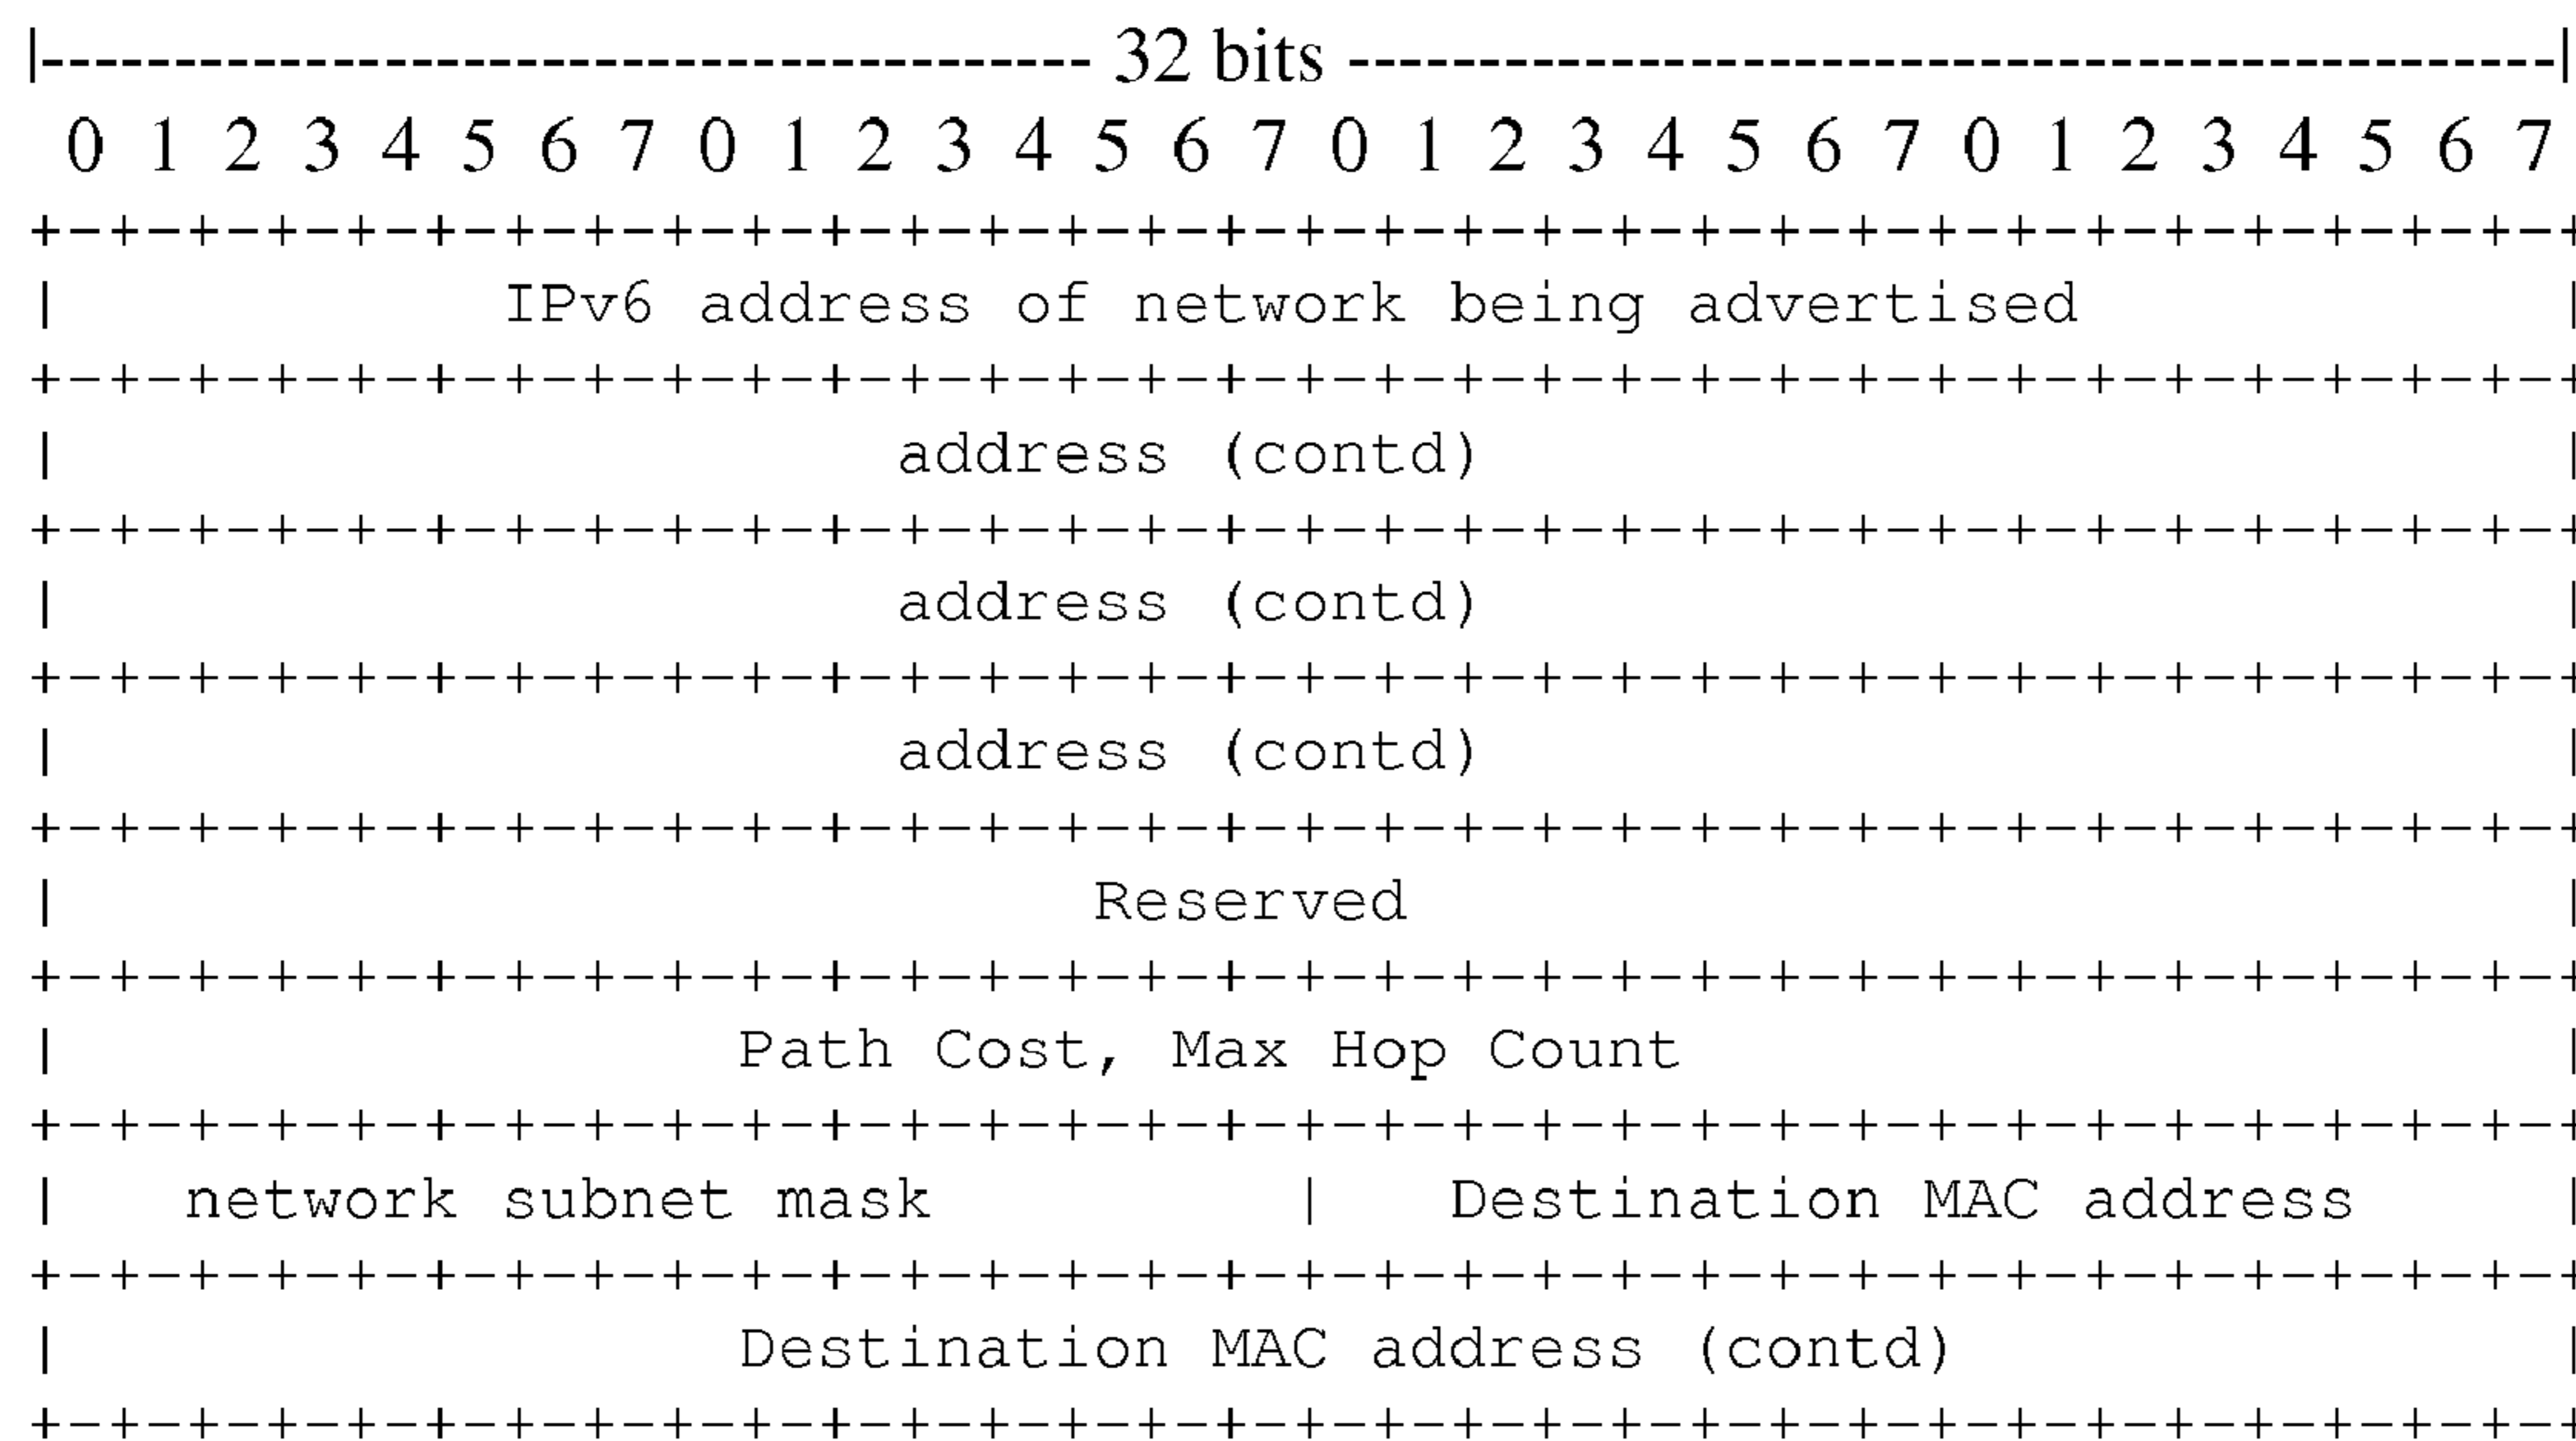 |---------------------------------------- 32 bits ----------------------------------------------|
0 1 2 3 4 5 6 7 0 1 2 3 4 5 6 7 0 1 2 3 4 5 6 7 0 1 2 3 4 5 6 7
+-+-+-+-+-+-+-+-+-+-+-+-+-+-+-+-+-+-+-+-+-+-+-+-+-+-+-+-+-+-+-+-+
| IPv6 address of network being advertised |
+-+-+-+-+-+-+-+-+-+-+-+-+-+-+-+-+-+-+-+-+-+-+-+-+-+-+-+-+-+-+-+-+
| address (contd) |
+-+-+-+-+-+-+-+-+-+-+-+-+-+-+-+-+-+-+-+-+-+-+-+-+-+-+-+-+-+-+-+-+
| address (contd) |
+-+-+-+-+-+-+-+-+-+-+-+-+-+-+-+-+-+-+-+-+-+-+-+-+-+-+-+-+-+-+-+-+
| address (contd) |
+-+-+-+-+-+-+-+-+-+-+-+-+-+-+-+-+-+-+-+-+-+-+-+-+-+-+-+-+-+-+-+-+
| Reserved |
+-+-+-+-+-+-+-+-+-+-+-+-+-+-+-+-+-+-+-+-+-+-+-+-+-+-+-+-+-+-+-+-+
| Path Cost, Max Hop Count |
+-+-+-+-+-+-+-+-+-+-+-+-+-+-+-+-+-+-+-+-+-+-+-+-+-+-+-+-+-+-+-+-+
| network subnet mask | Destination MAC address |
+-+-+-+-+-+-+-+-+-+-+-+-+-+-+-+-+-+-+-+-+-+-+-+-+-+-+-+-+-+-+-+-+
| Destination MAC address (contd) |
+-+-+-+-+-+-+-+-+-+-+-+-+-+-+-+-+-+-+-+-+-+-+-+-+-+-+-+-+-+-+-+-+